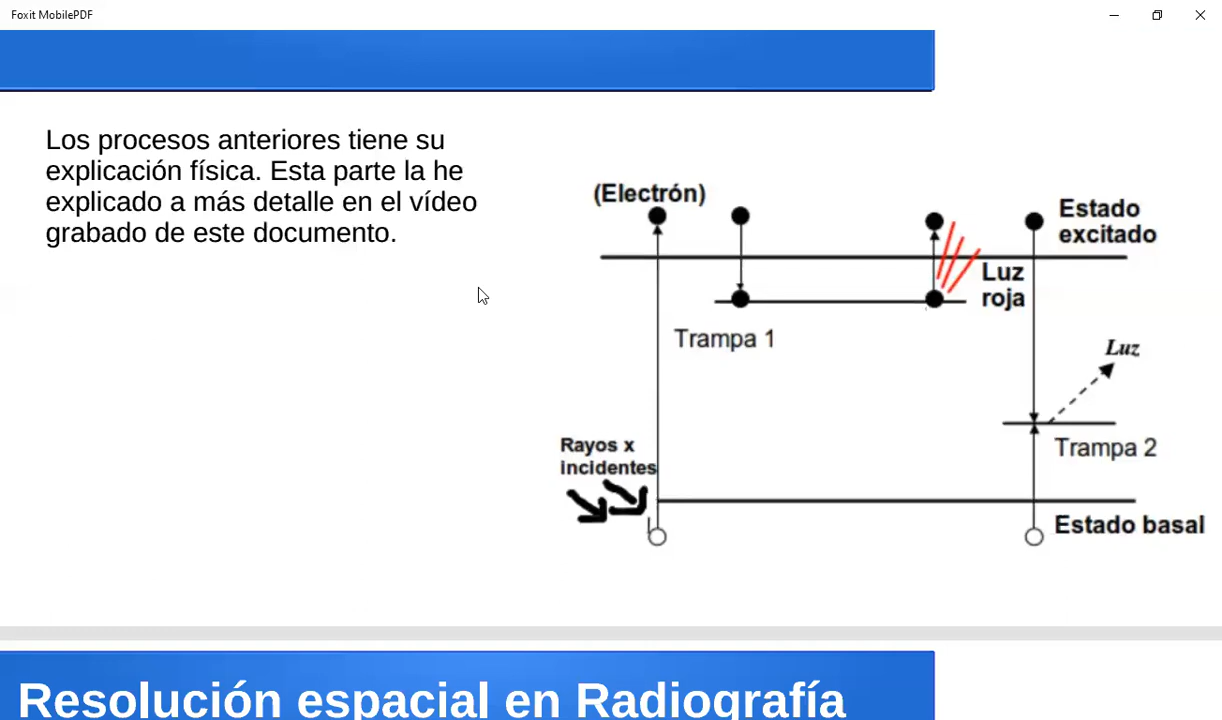 Foxit MobilePDF
Los procesos anteriores tiene su
explicación física. Esta parte la he
explicado a más detalle en el vídeo
grabado de este documento.
(Electrón)
Estado
excitado
Luz
roja
Trampa 1
Luz
Rayos x
incidentes
Trampa 2
Estado basal
Resolución espacial en Radiografía